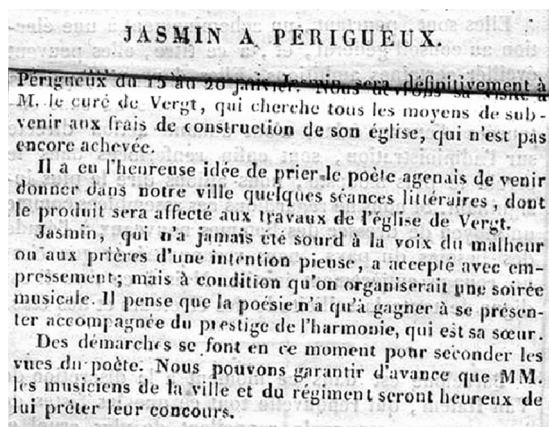 JASMIN A PÉRIGUEUX.
Périgueux du 15 au 20 janvier. Nous devons sa visite à
M. le curé de Vergt, qui cherche tous les moyens de sub-
venir aux frais de construction de son église, qui n'est pas
encore achevée.
Il a eu l'heureuse idée de prier le poète agenais de venir
donner dans notre ville quelques séances littéraires, dont
le produit sera affecté aux travaux de l'église de Vergt.
Jasmin, qui n'a jamais été sourd à la voix du malheur
ou aux prières d'une intention pieuse, a accepté avec em-
pressement; mais à condition qu'on organiserait une soirée
musicale. Il pense que la poésie n'a qu'à gagner à se présen-
ter accompagnée du prestige de l'harmonie, qui est sa sœur.
Des démarches se font en ce moment pour seconder les
vues du poète. Nous pouvons garantir d'avance que MM.
les musiciens de la ville et du régiment seront heureux de
lui prêter leur concours.